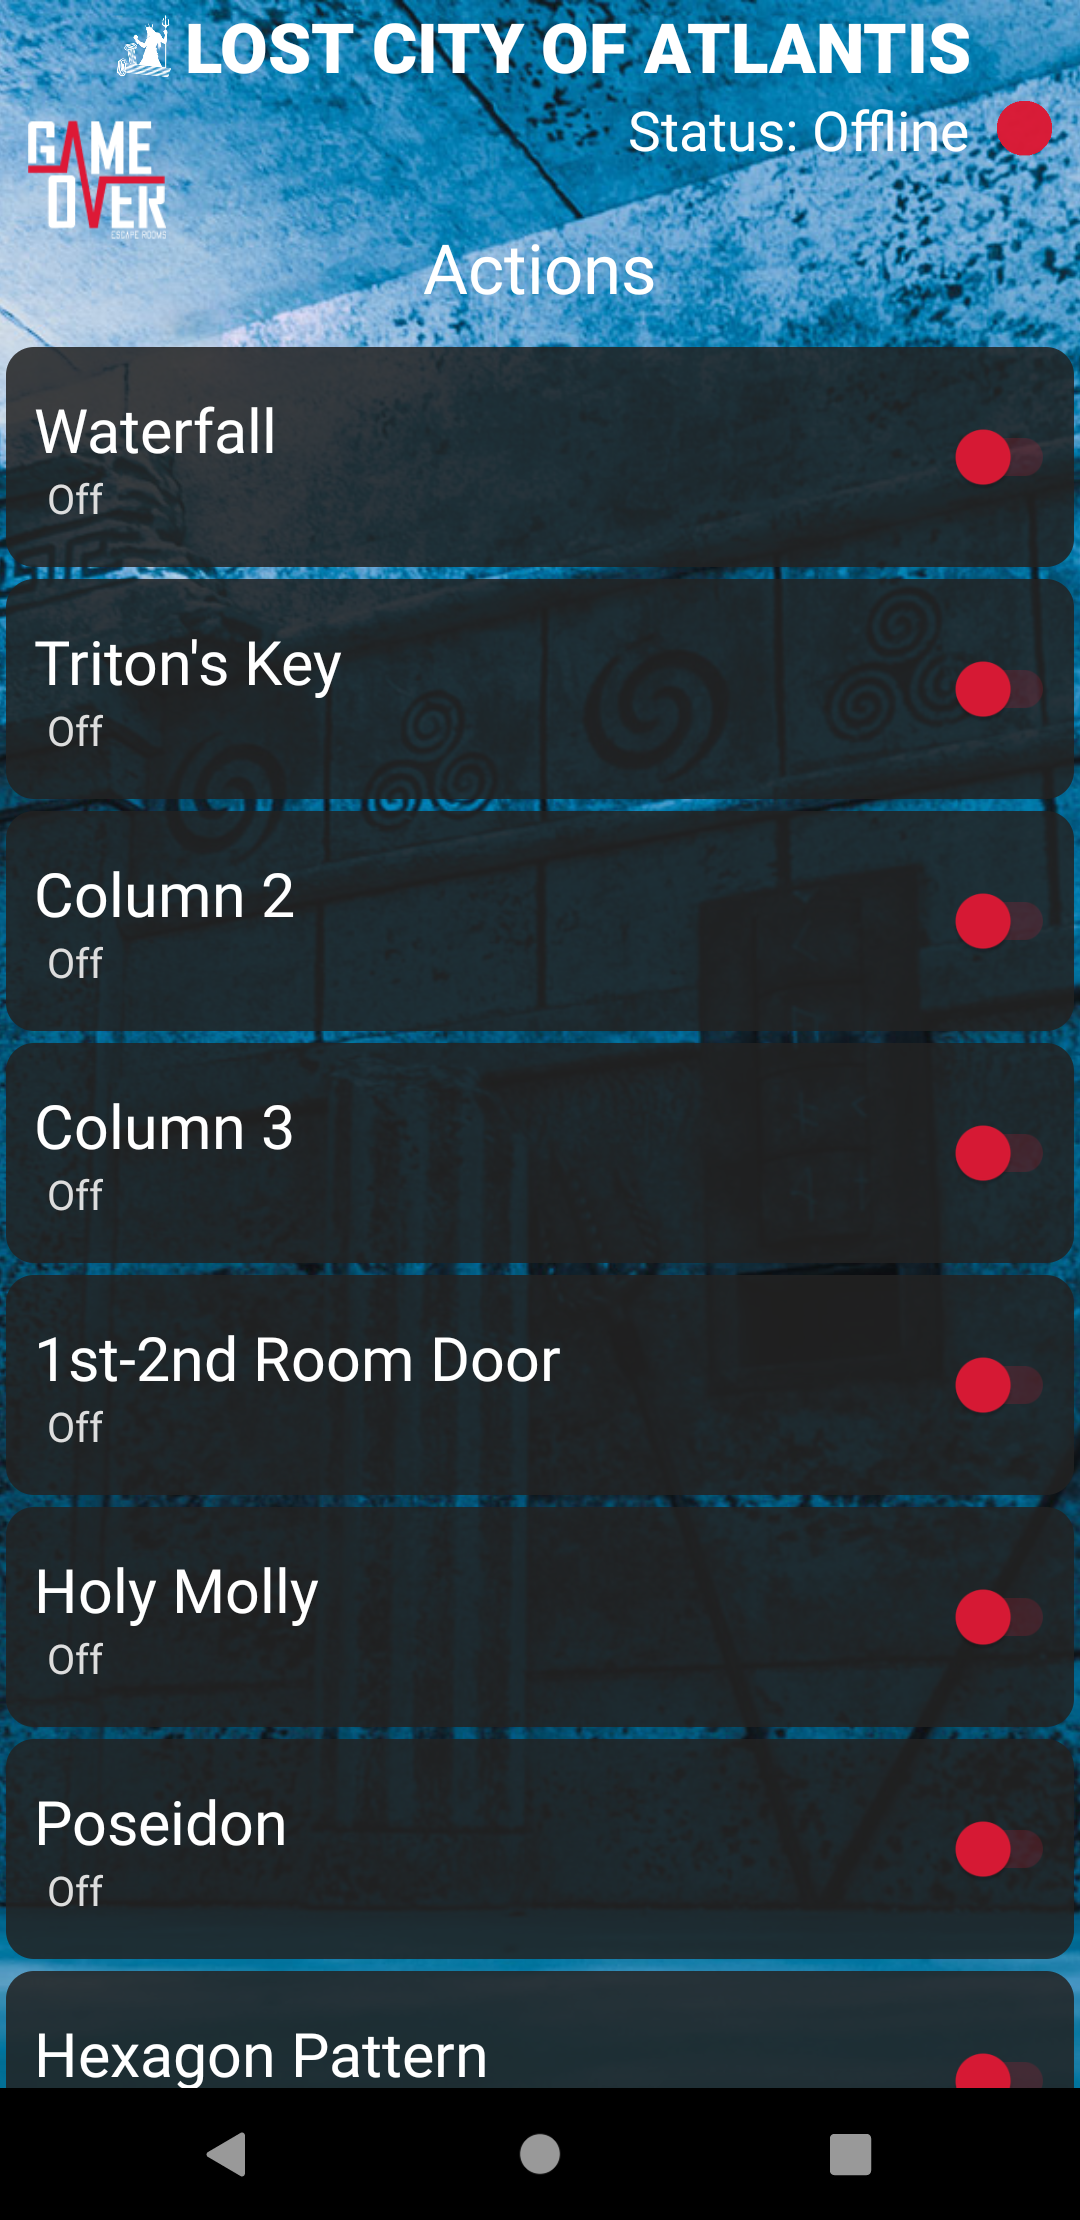 LOST CITY OF ATLANTIS
Status: Offline
GAME
OVER
ESCAPE ROOMS
Actions
Waterfall
Off
Triton's Key
Off
Column 2
Off
Column 3
Off
1st-2nd Room Door
Off
Holy Molly
Off
Poseidon
Off
Hexagon Pattern